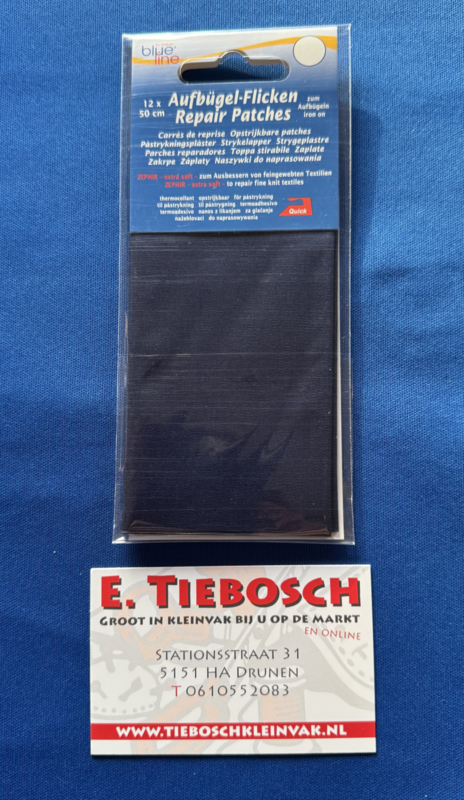 blue
line
12 x
50 cm
Aufbügel-Flicken
Repair Patches
zum
Aufbügeln
iron on
Carrés de reprise Opstrijkbare patches
Påstrykningsplåster Strykelapper Strygeplastre
Parches reparadores Toppa stirabile Zaplate
Zakrpe Záplaty Naszywki do naprasowania
ZEPHIR - extra soft - zum Ausbessern von feingewebten Textilien
ZEPHIR - extra soft - to repair fine knit textiles
thermocollant opstrijkbaar för påstrykning
til påstrykning til påstrygning termoadhesivo
termoadesivo nanos z likanjem za glačanje
nažehlovací do naprasowywania
Quick
E. TIEBOSCH
GROOT IN KLEINVAK BIJ U OP DE MARKT
EN ONLINE
STATIONSSTRAAT 31
5151 HA DRUNEN
T 0610552083
WWW.TIEBOSCHKLEINVAK.NL